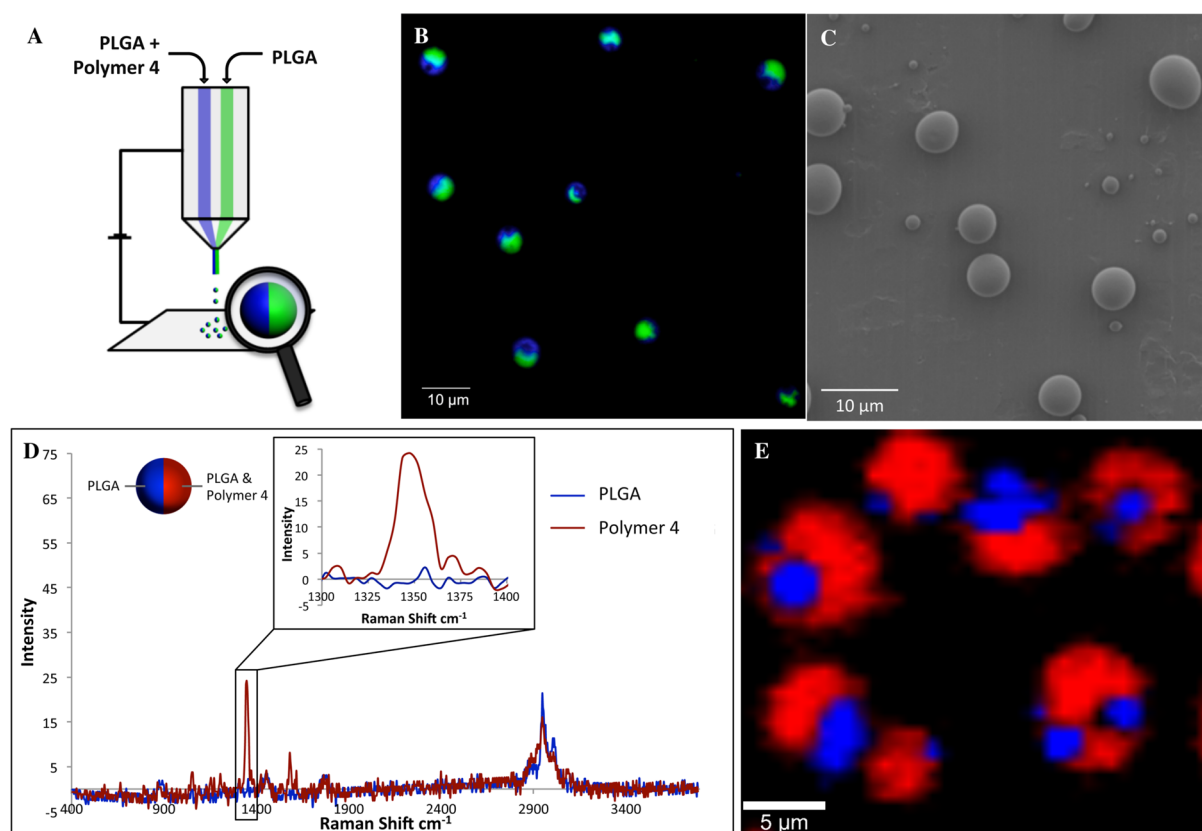 A
PLGA +
Polymer 4
PLGA
B
10 µm
C
10 µm
D
75
65
55
45
35
25
15
5
-5
Intensity
PLGA
PLGA &
Polymer 4
25
20
15
10
5
0
-5
Intensity
1300 1325 1350 1375 1400
Raman Shift cm-1
PLGA
Polymer 4
400 1400 1900 2400 2900 3400
Raman Shift cm-1
E
5 µm